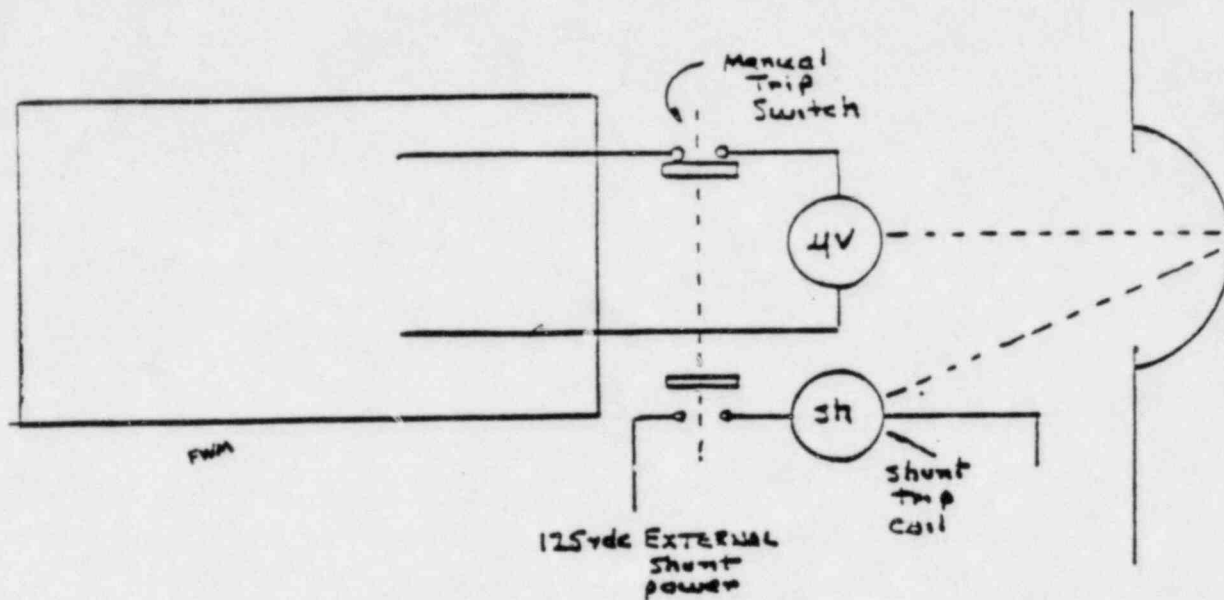 Manual
Trip
Switch
UV
sh
FWM
shunt
trip
coil
125vdc EXTERNAL
shunt
power